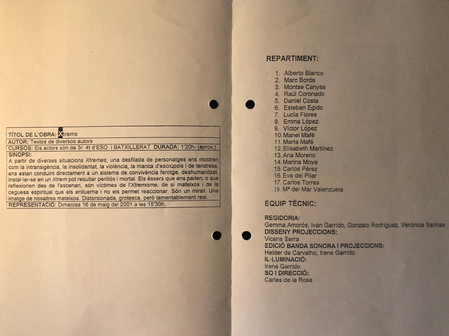 TÍTOL DE L'OBRA: Xtrems
AUTOR: Textos de diversos autors
CURSOS: Els actors són de 3r, 4t d'ESO i BATXILLERAT DURADA: 1'20h (aprox.)
SINOPSI:
A partir de diverses situacions Xtremes, una desfilada de personatges ens mostren
com la intransigència, la insolidaritat, la violència, la manca d'escrúpols i de tendresa,
ens estan conduint directament a un sistema de convivència feréstega, deshumanitzat.
Instal·lar-se en un Xtrem pot resultar perillós i mortal. Els éssers que ens parlen, o que
reflexionen des de l'escenari, són víctimes de l'Xtremisme, de si mateixos i de la
ceguesa espiritual que els enlluerna i no els permet reaccionar. Són un mirall. Una
imatge de nosaltres mateixos. Distorsionada, grotesca, però lamentablement real.
REPRESENTACIÓ: Dimecres 16 de maig del 2001 a les 15'30h.
REPARTIMENT:
1. Alberto Blanco
2. Marc Borda
3. Montse Canyas
4. Raúl Coronado
5. Daniel Costa
6. Esteban Egido
7. Lucía Flores
8. Emma López
9. Víctor López
10. Manel Mafé
11. Marta Mafé
12. Elisabeth Martínez
13. Ana Moreno
14. Marina Moya
15. Carlos Pérez
16. Eva del Pilar
17. Carlos Torres
18. Mª del Mar Valenzuela
EQUIP TÈCNIC:
REGIDORIA:
Gemma Amorós, Ivan Garrido, Gonzalo Rodríguez, Verónica Salinas
DISSENY PROJECCIONS:
Vicens Serra
EDICIÓ BANDA SONORA I PROJECCIONS:
Helder de Carvalho, Irene Garrido
IL·LUMINACIÓ:
Irene Garrido
SO I DIRECCIÓ:
Carles de la Rosa